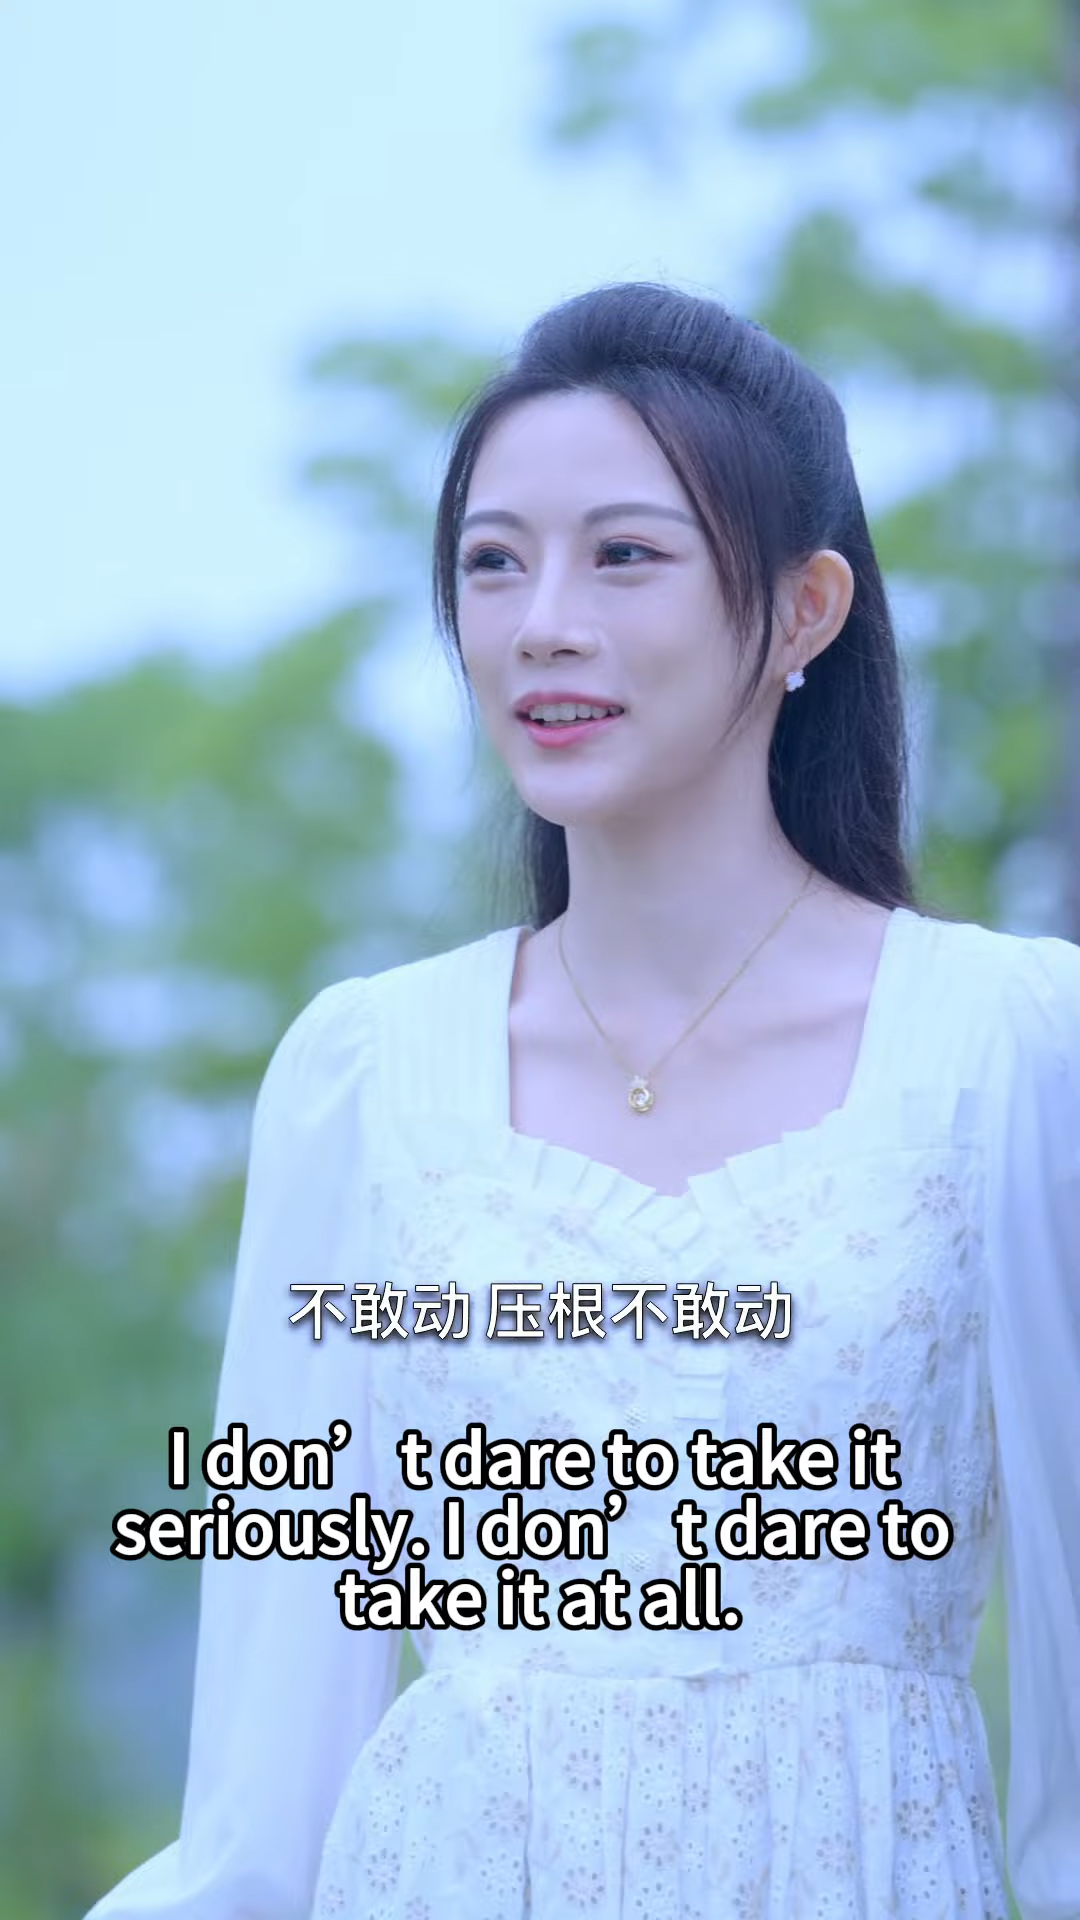 不敢动 压根不敢动
I don’t dare to take it
seriously. I don’t dare to
take it at all.